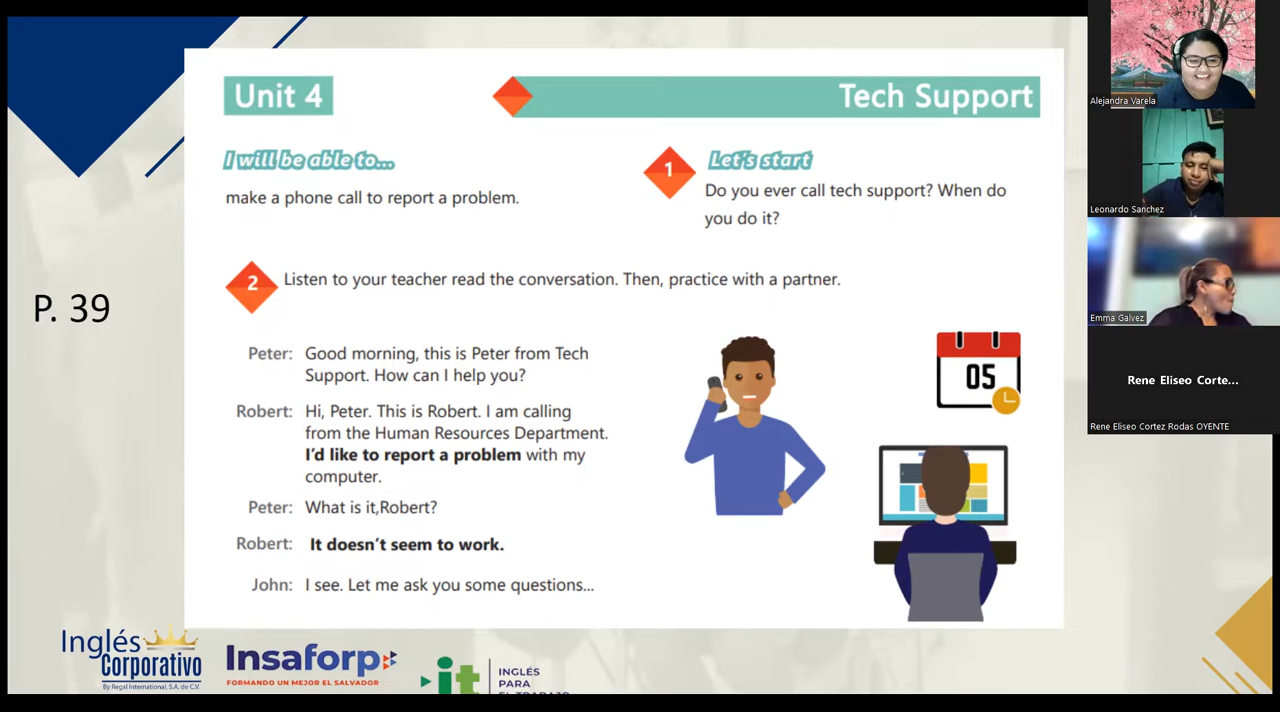 Unit 4
Tech Support
I will be able to...
make a phone call to report a problem.
1
Let's start
Do you ever call tech support? When do
you do it?
2
Listen to your teacher read the conversation. Then, practice with a partner.
P. 39
Peter: Good morning, this is Peter from Tech
Support. How can I help you?
Robert: Hi, Peter. This is Robert. I am calling
from the Human Resources Department.
I'd like to report a problem with my
computer.
Peter: What is it,Robert?
Robert: It doesn't seem to work.
John: I see. Let me ask you some questions...
05
Inglés
Corporativo
By Regal International, S.A. de C.V.
Insaforp
FORMANDO UN MEJOR EL SALVADOR
it
INGLÉS
PARA
EL TRABAJO
Alejandra Varela
Leonardo Sanchez
Emma Galvez
Rene Eliseo Corte...
Rene Eliseo Cortez Rodas OYENTE